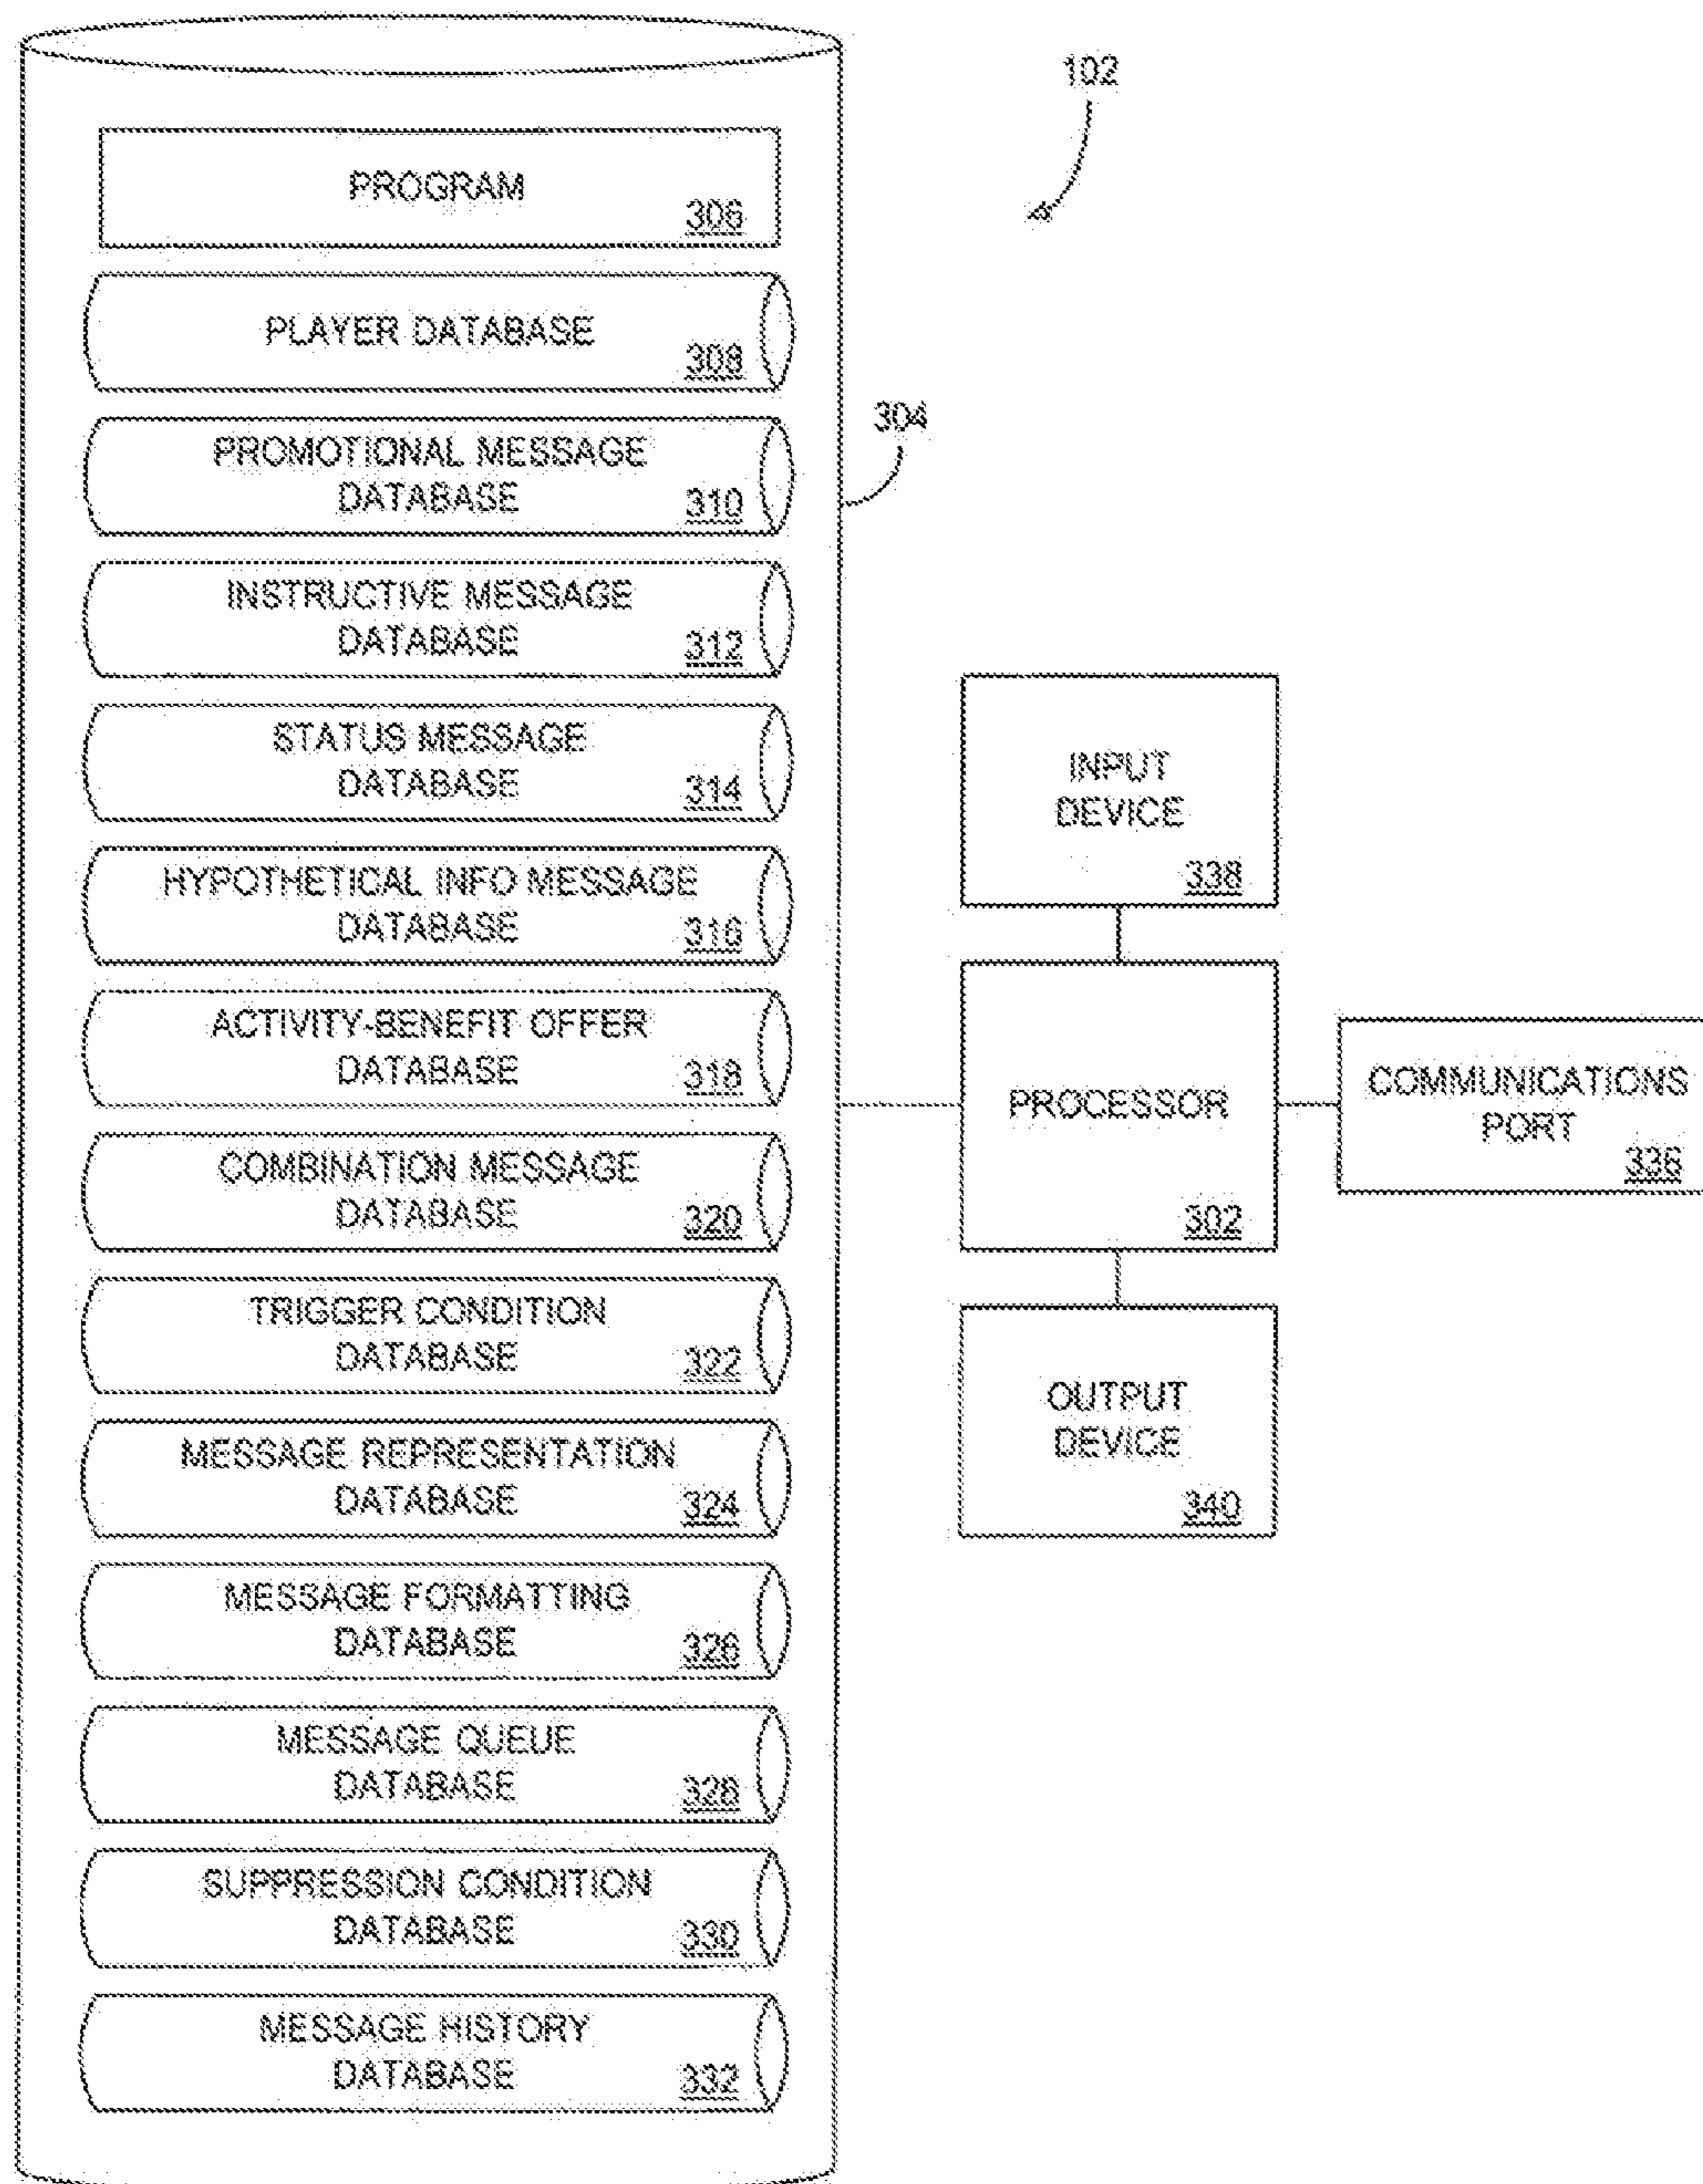 102
PROGRAM
306
PLAYER DATABASE
308
304
PROMOTIONAL MESSAGE
DATABASE
310
INSTRUCTIVE MESSAGE
DATABASE
312
STATUS MESSAGE
DATABASE
314
HYPOTHETICAL INFO MESSAGE
DATABASE
316
ACTIVITY-BENEFIT OFFER
DATABASE
318
COMBINATION MESSAGE
DATABASE
320
TRIGGER CONDITION
DATABASE
322
MESSAGE REPRESENTATION
DATABASE
324
MESSAGE FORMATTING
DATABASE
326
MESSAGE QUEUE
DATABASE
328
SUPPRESSION CONDITION
DATABASE
330
MESSAGE HISTORY
DATABASE
332
INPUT
DEVICE
338
PROCESSOR
302
COMMUNICATIONS
PORT
336
OUTPUT
DEVICE
340